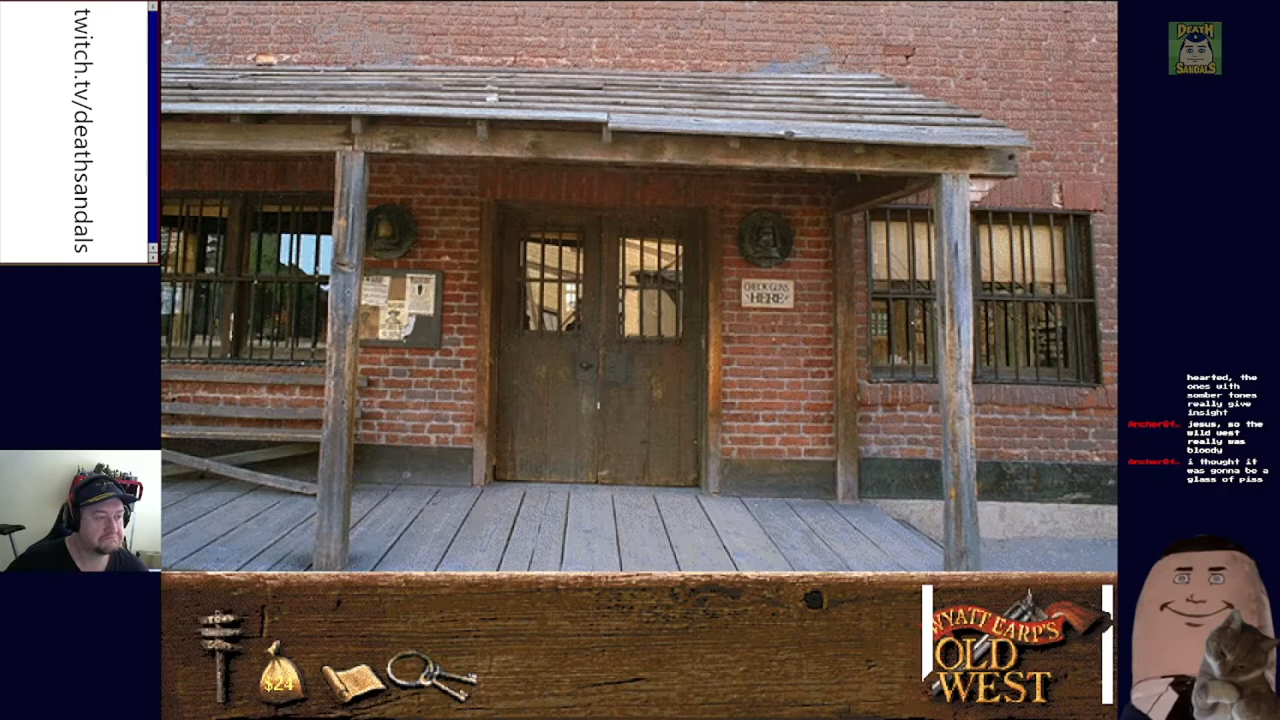 twitch.tv/deathsandals
DEATH
SANDALS
CHECK GUNS
HERE
hearted, the
ones with
somber tones
really give
insight
AnchorOf… jesus, so the
wild west
really was
bloody
AnchorOf… i thought it
was gonna be a
glass of piss
$24
WYATT EARP'S
OLD
WEST